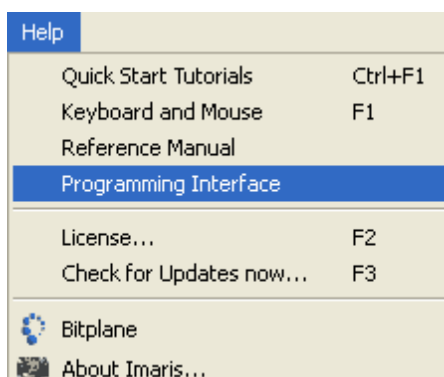 Help
Quick Start Tutorials Ctrl+F1
Keyboard and Mouse F1
Reference Manual
Programming Interface
License... F2
Check for Updates now... F3
Bitplane
About Imaris...